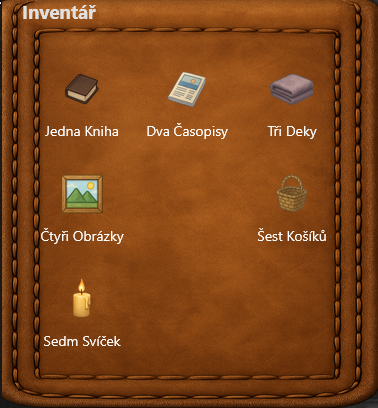 Inventář
Jedna Kniha
Dva Časopisy
Tři Deky
Čtyři Obrázky
Šest Košíků
Sedm Svíček